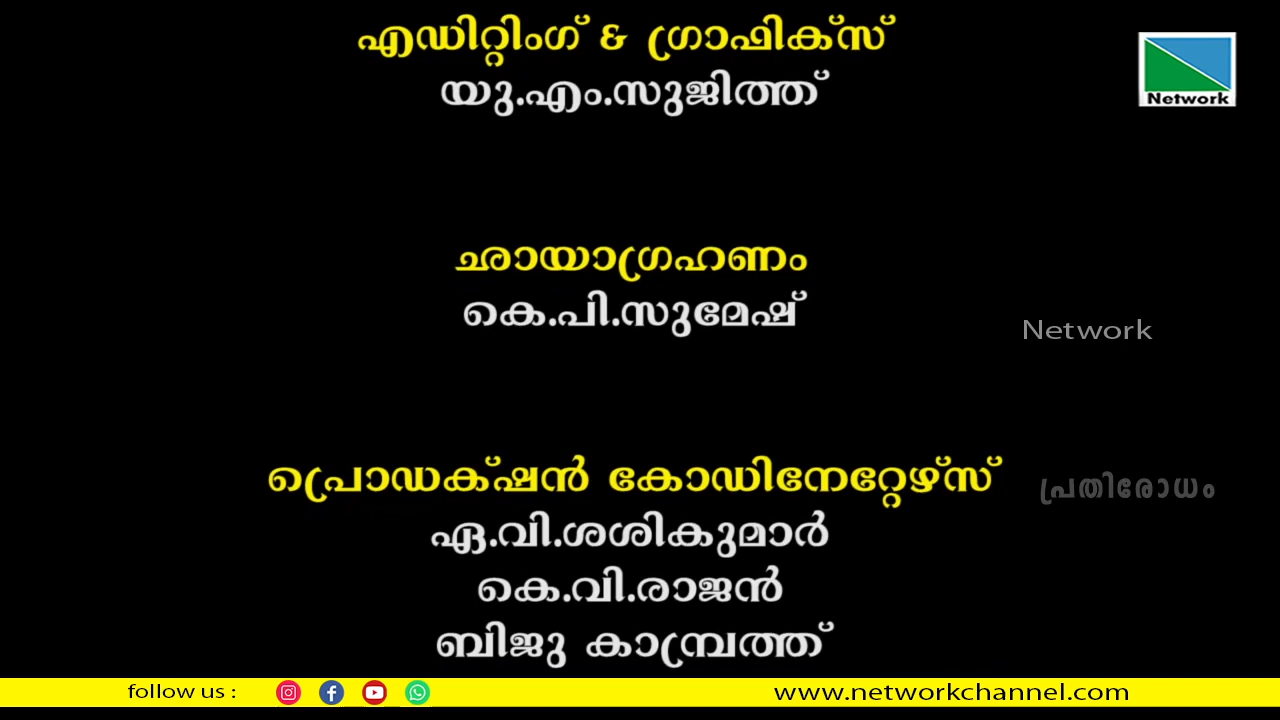 എഡിറ്റിംഗ് & ഗ്രാഫിക്സ്
യു.എം.സുജിത്ത്
Network
ഛായാഗ്രഹണം
കെ.പി.സുമേഷ്
Network
പ്രൊഡക്ഷൻ കോഡിനേറ്റേഴ്സ്
പ്രതിരോധം
ഏ.വി.ശശികുമാർ
കെ.വി.രാജൻ
ബിജു കാമ്പ്രത്ത്
follow us :
www.networkchannel.com